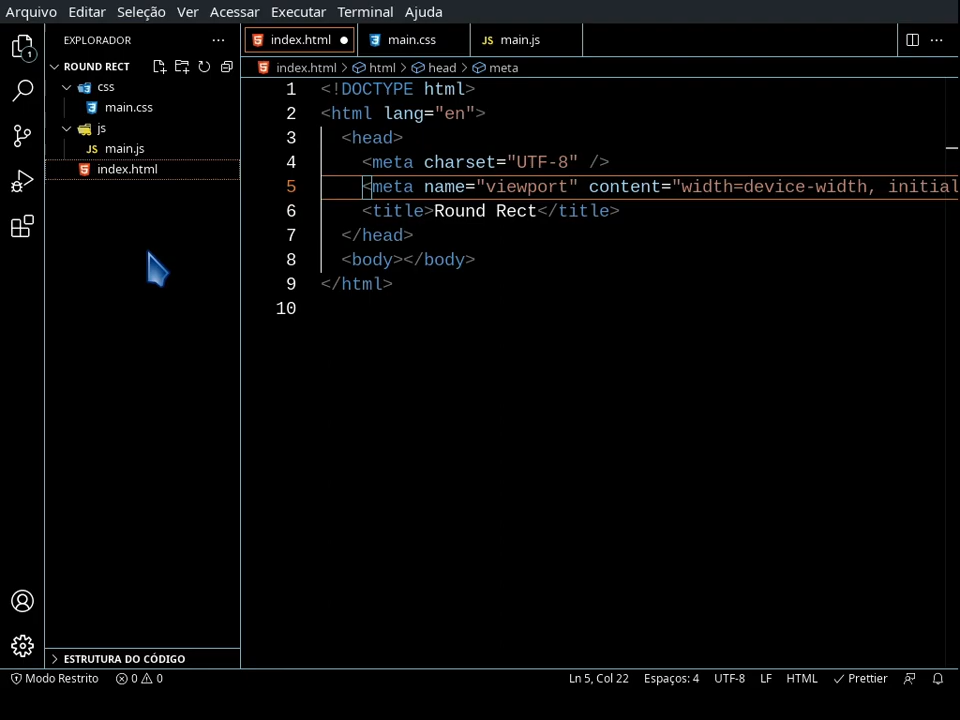 Arquivo Editar Seleção Ver Acessar Executar Terminal Ajuda
EXPLORADOR ···
1
ROUND RECT
css
main.css
js
JS main.js
index.html
index.html main.css JS main.js ···
index.html > html > head > meta
1 <!DOCTYPE html>
2 <html lang="en">
3 <head>
4 <meta charset="UTF-8" />
5 <meta name="viewport" content="width=device-width, initial
6 <title>Round Rect</title>
7 </head>
8 <body></body>
9 </html>
10
ESTRUTURA DO CÓDIGO
Modo Restrito 0 0 Ln 5, Col 22 Espaços: 4 UTF-8 LF HTML Prettier